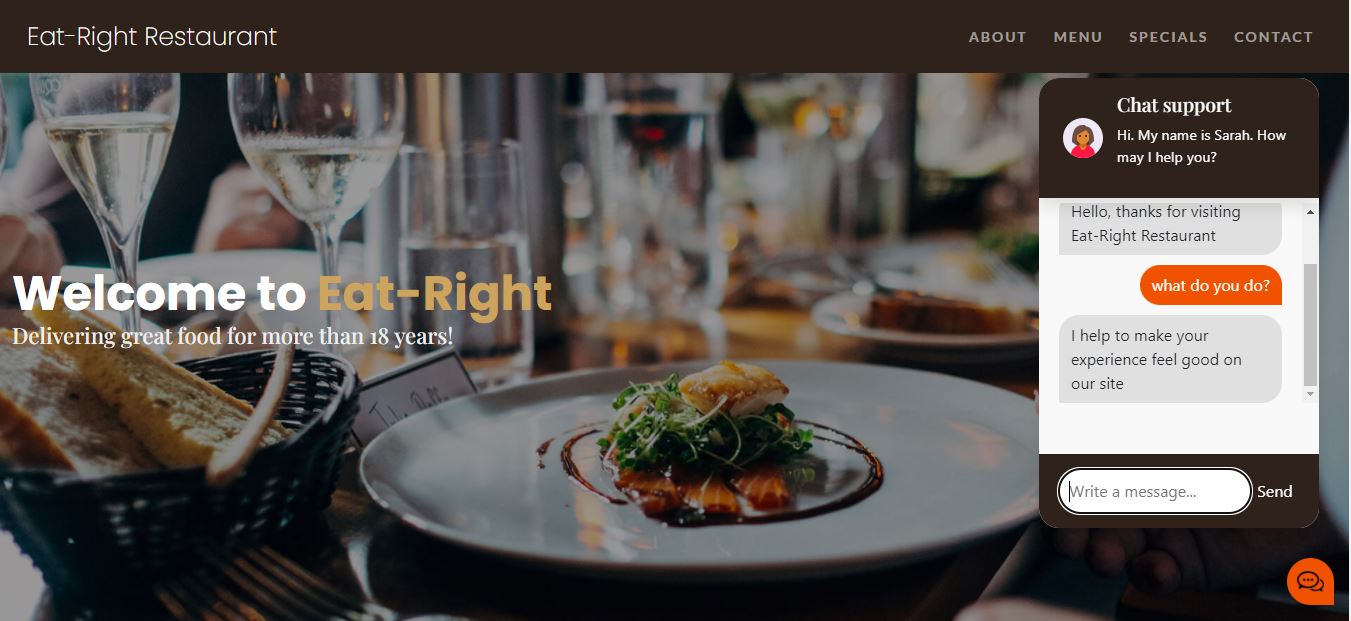 Eat-Right Restaurant
ABOUT MENU SPECIALS CONTACT
Chat support
Hi. My name is Sarah. How
may I help you?
Hello, thanks for visiting
Eat-Right Restaurant
what do you do?
I help to make your
experience feel good on
our site
Write a message...
Send
Welcome to Eat-Right
Delivering great food for more than 18 years!